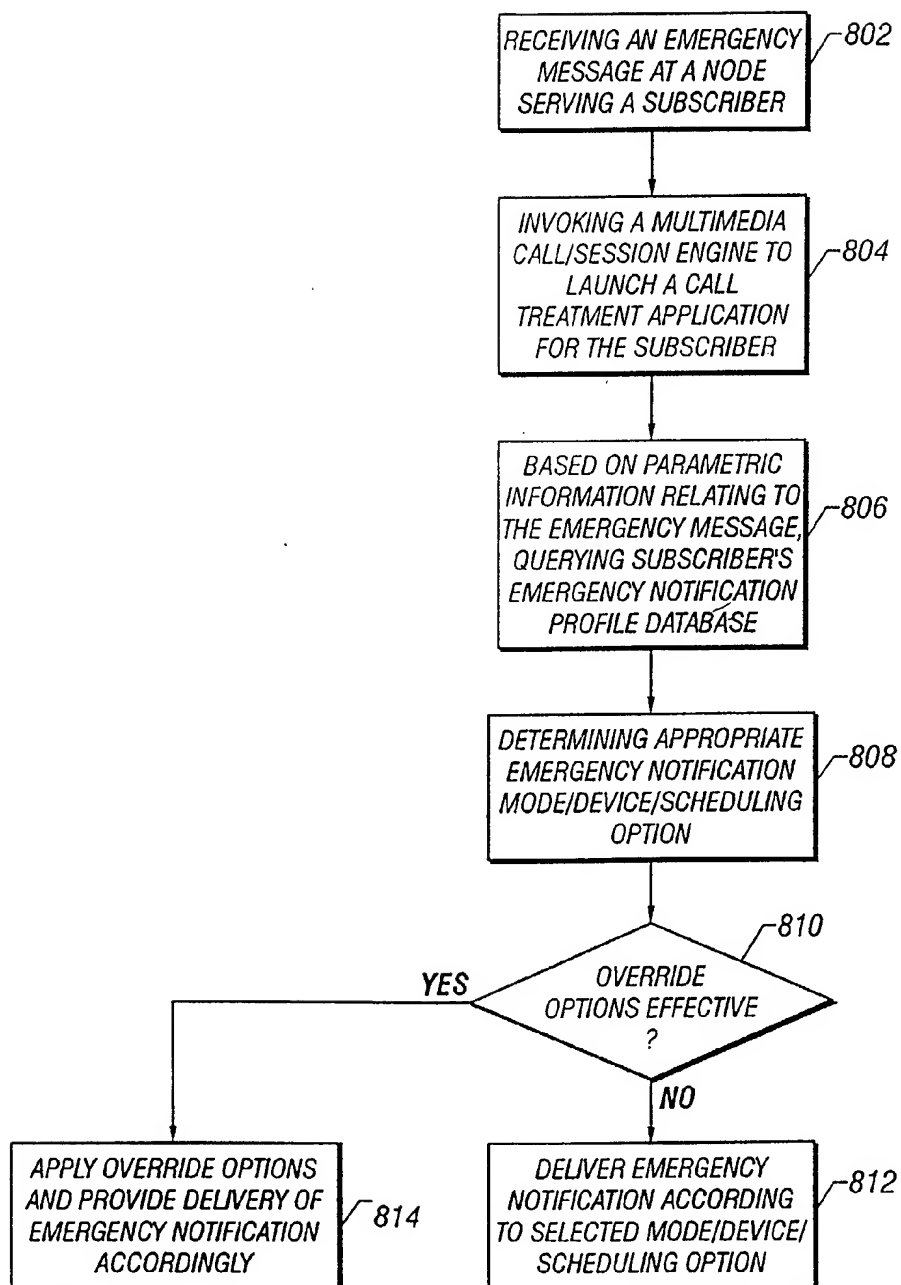 RECEIVING AN EMERGENCY
MESSAGE AT A NODE
SERVING A SUBSCRIBER
802
INVOKING A MULTIMEDIA
CALL/SESSION ENGINE TO
LAUNCH A CALL
TREATMENT APPLICATION
FOR THE SUBSCRIBER
804
BASED ON PARAMETRIC
INFORMATION RELATING TO
THE EMERGENCY MESSAGE,
QUERYING SUBSCRIBER'S
EMERGENCY NOTIFICATION
PROFILE DATABASE
806
DETERMINING APPROPRIATE
EMERGENCY NOTIFICATION
MODE/DEVICE/SCHEDULING
OPTION
808
810
OVERRIDE
OPTIONS EFFECTIVE
?
YES
NO
APPLY OVERRIDE OPTIONS
AND PROVIDE DELIVERY OF
EMERGENCY NOTIFICATION
ACCORDINGLY
814
DELIVER EMERGENCY
NOTIFICATION ACCORDING
TO SELECTED MODE/DEVICE/
SCHEDULING OPTION
812